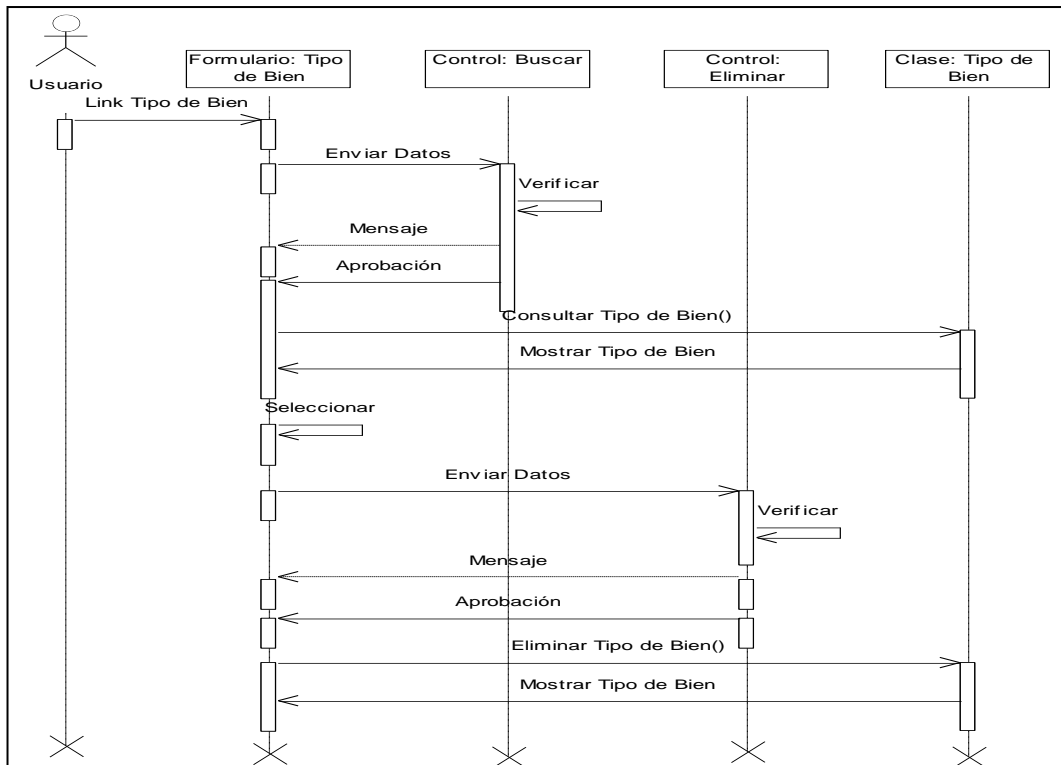 Usuario
Formulario: Tipo
de Bien
Control: Buscar
Control:
Eliminar
Clase: Tipo de
Bien
Link Tipo de Bien
Enviar Datos
Verificar
Mensaje
Aprobación
Consultar Tipo de Bien()
Mostrar Tipo de Bien
Seleccionar
Enviar Datos
Verificar
Mensaje
Aprobación
Eliminar Tipo de Bien()
Mostrar Tipo de Bien